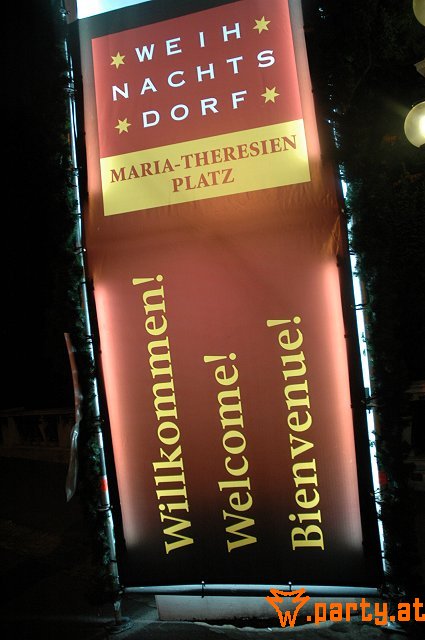 WEIH
NACHTS
DORF
MARIA-THERESIEN
PLATZ
Willkommen!
Welcome!
Bienvenue!
.party.at